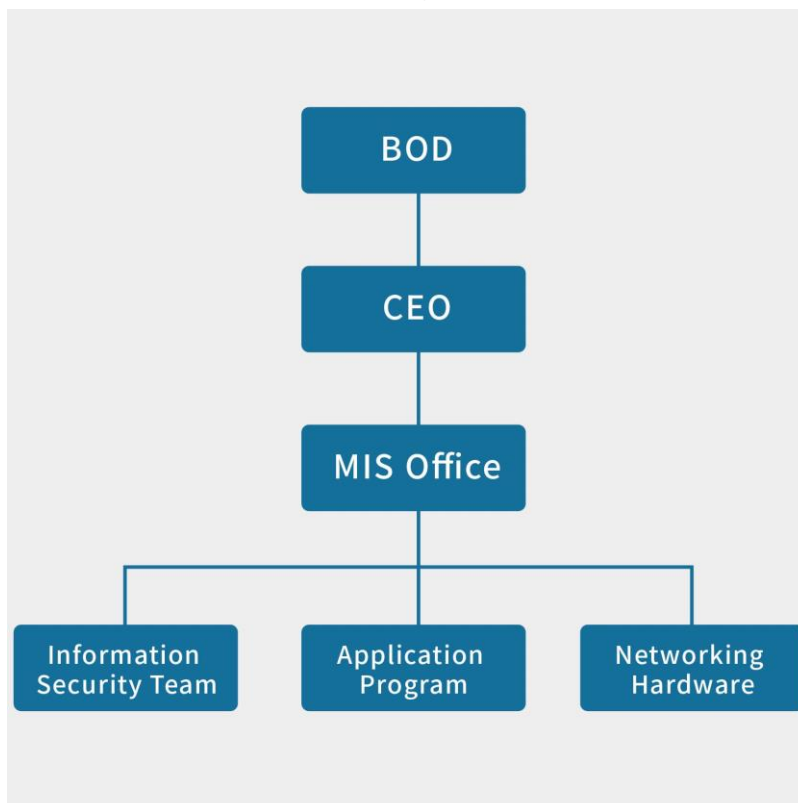 BOD
CEO
MIS Office
Information
Security Team
Application
Program
Networking
Hardware